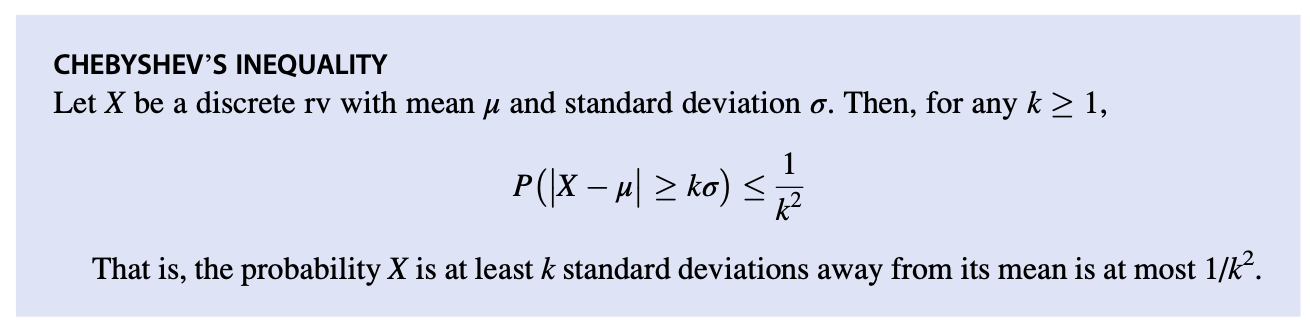 CHEBYSHEV’S INEQUALITY
Let X be a discrete rv with mean μ and standard deviation σ. Then, for any k ≥ 1,
P(|X − μ| ≥ kσ) ≤ 1/k²
That is, the probability X is at least k standard deviations away from its mean is at most 1/k².